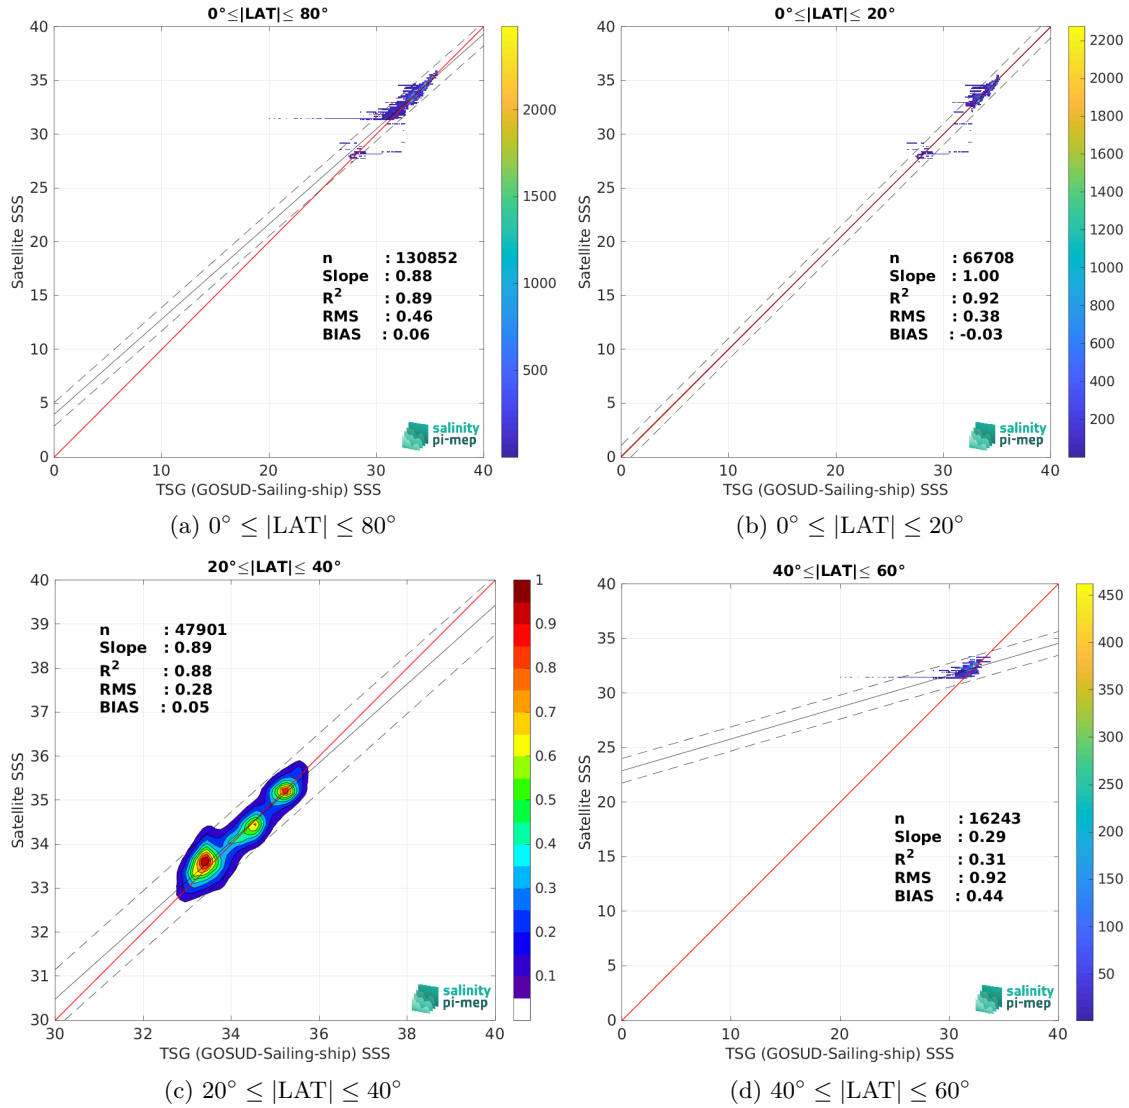 0°≤|LAT|≤ 80°
40
35
30
25
20
15
10
5
0
Satellite SSS
n : 130852
Slope : 0.88
R2 : 0.89
RMS : 0.46
BIAS : 0.06
salinity
pi-mep
0 10 20 30 40
TSG (GOSUD-Sailing-ship) SSS
2000
1500
1000
500
(a) 0° ≤ |LAT| ≤ 80°
0°≤|LAT|≤ 20°
40
35
30
25
20
15
10
5
0
Satellite SSS
n : 66708
Slope : 1.00
R2 : 0.92
RMS : 0.38
BIAS : -0.03
salinity
pi-mep
0 10 20 30 40
TSG (GOSUD-Sailing-ship) SSS
2200
2000
1800
1600
1400
1200
1000
800
600
400
200
(b) 0° ≤ |LAT| ≤ 20°
20°≤|LAT|≤ 40°
40
39
38
37
36
35
34
33
32
31
30
Satellite SSS
n : 47901
Slope : 0.89
R2 : 0.88
RMS : 0.28
BIAS : 0.05
salinity
pi-mep
30 32 34 36 38 40
TSG (GOSUD-Sailing-ship) SSS
1
0.9
0.8
0.7
0.6
0.5
0.4
0.3
0.2
0.1
(c) 20° ≤ |LAT| ≤ 40°
40°≤|LAT|≤ 60°
40
35
30
25
20
15
10
5
0
Satellite SSS
n : 16243
Slope : 0.29
R2 : 0.31
RMS : 0.92
BIAS : 0.44
salinity
pi-mep
0 10 20 30 40
TSG (GOSUD-Sailing-ship) SSS
450
400
350
300
250
200
150
100
50
(d) 40° ≤ |LAT| ≤ 60°